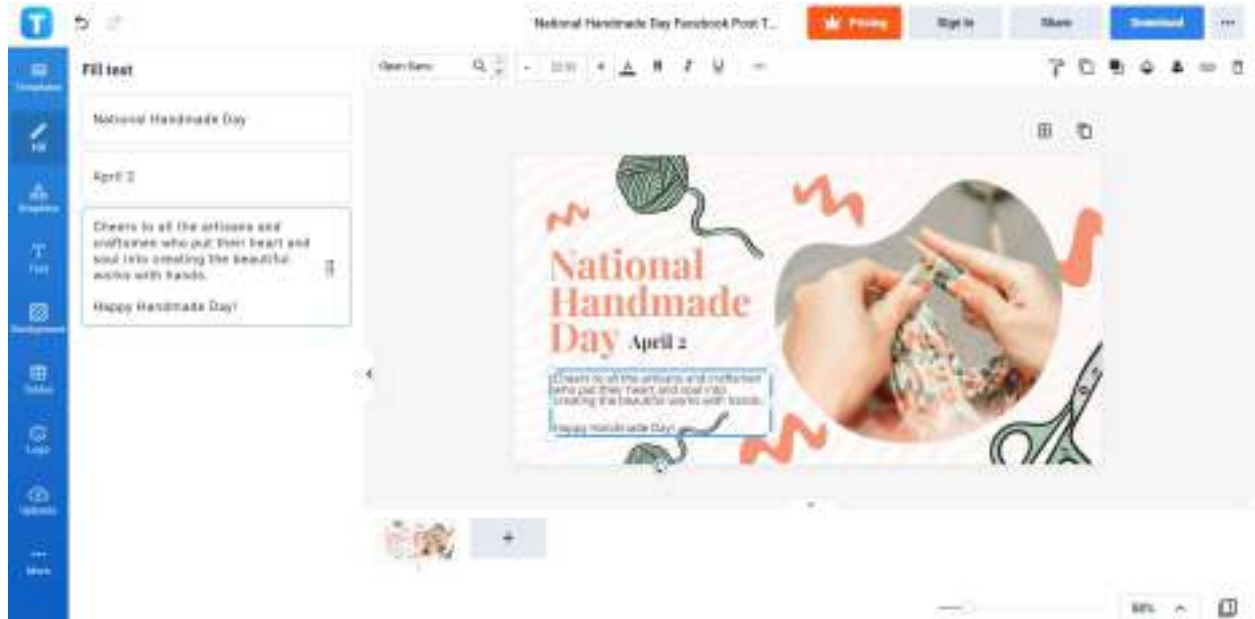 National Handmade Day Facebook Post T...
Pricing
Sign In
Share
Download
Templates
Fill
Graphics
Text
Background
Tables
Logo
Uploads
More
Fill text
National Handmade Day
April 2
Cheers to all the artisans and
craftsmen who put their heart and
soul into creating the beautiful
works with hands.
Happy Handmade Day!
Open Sans
National
Handmade
Day April 2
Cheers to all the artisans and craftsmen
who put their heart and soul into
creating the beautiful works with hands.
Happy Handmade Day!